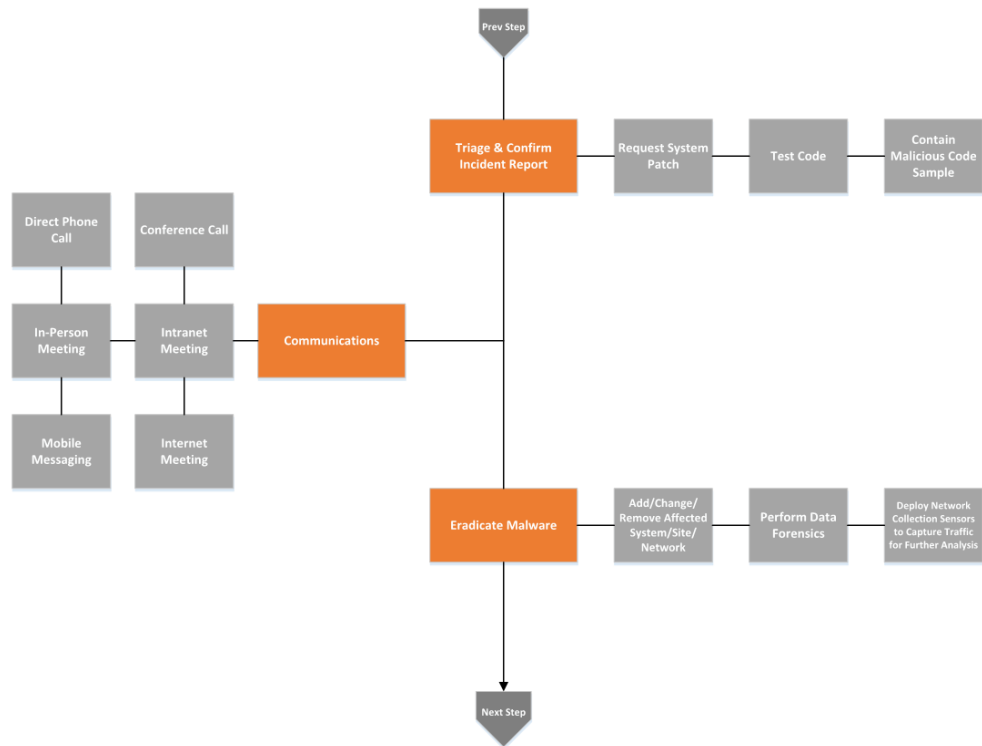 Prev Step
Triage & Confirm
Incident Report
Request System
Patch
Test Code
Contain
Malicious Code
Sample
Direct Phone
Call
Conference Call
In-Person
Meeting
Intranet
Meeting
Communications
Mobile
Messaging
Internet
Meeting
Eradicate Malware
Add/Change/
Remove Affected
System/Site/
Network
Perform Data
Forensics
Deploy Network
Collection Sensors
to Capture Traffic
for Further Analysis
Next Step